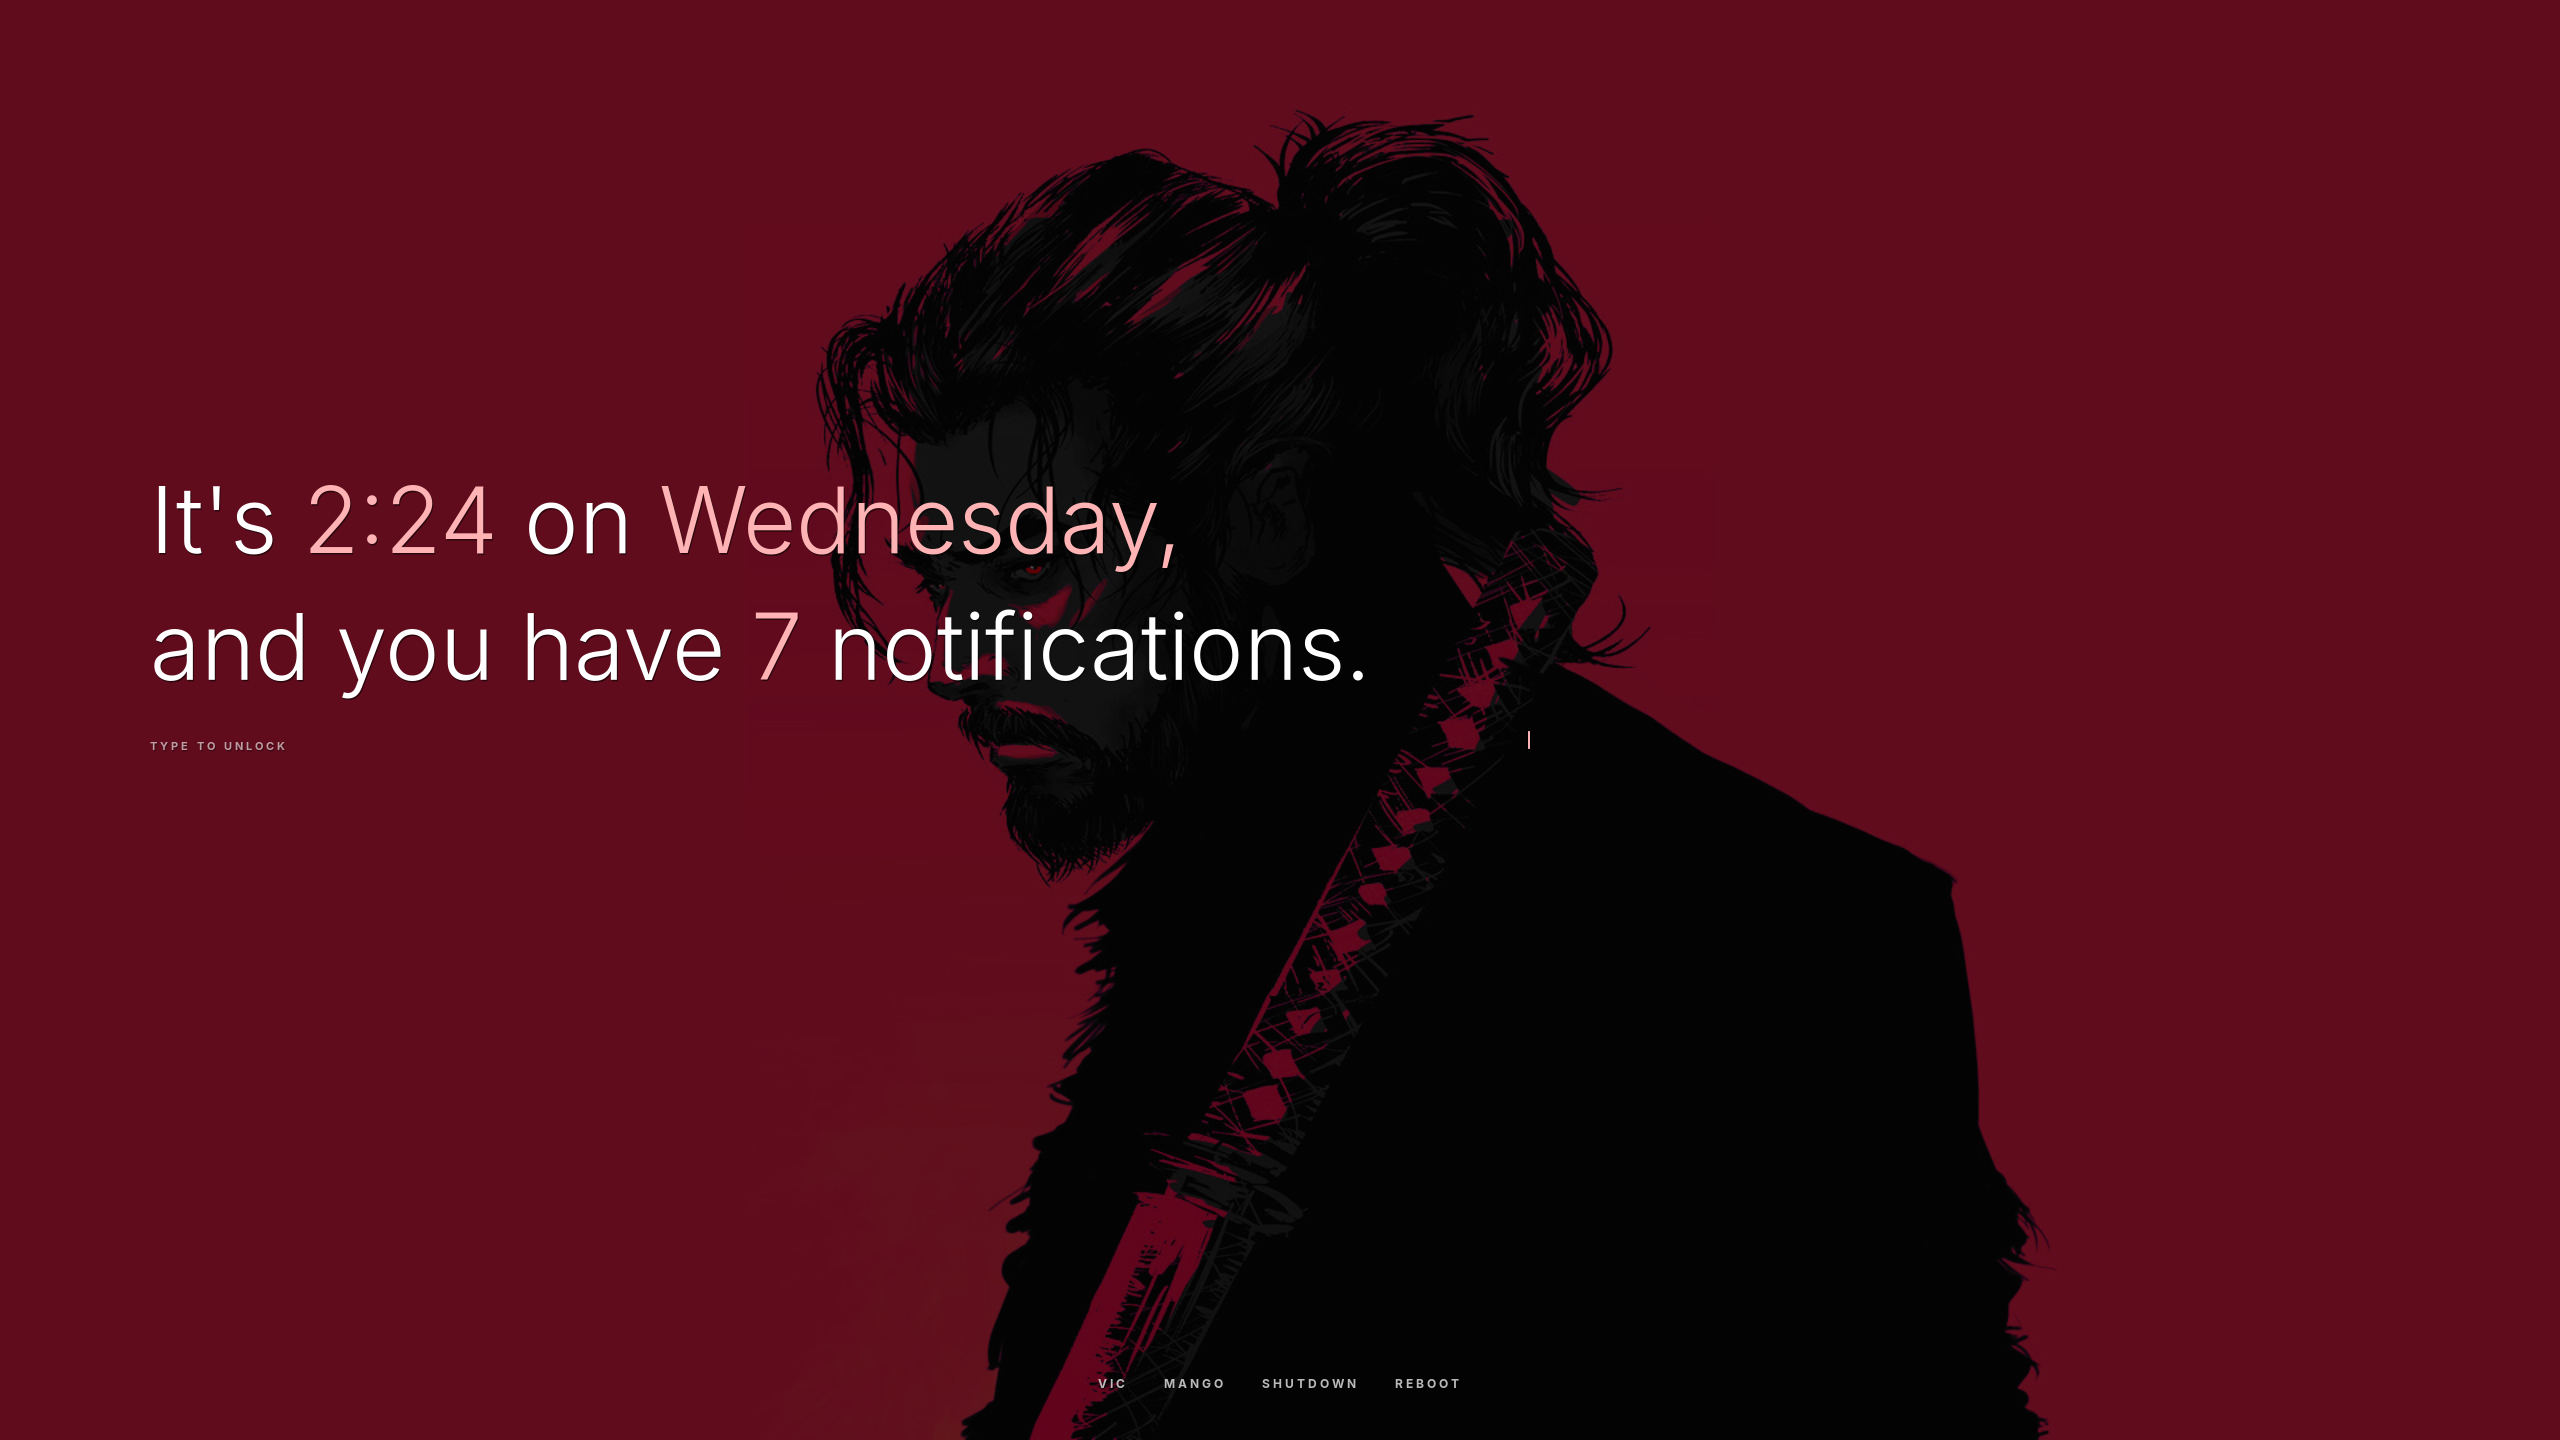 It's 2:24 on Wednesday,
and you have 7 notifications.
TYPE TO UNLOCK
VIC MANGO SHUTDOWN REBOOT